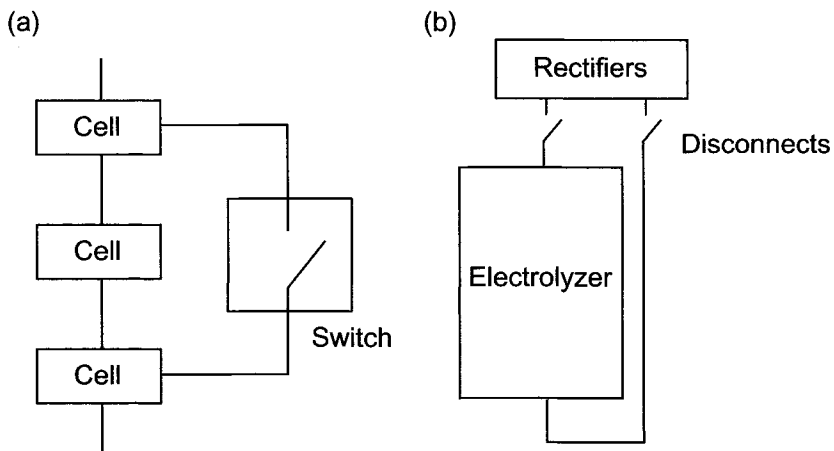 (a)
Cell
Cell
Cell
Switch
(b)
Rectifiers
Disconnects
Electrolyzer